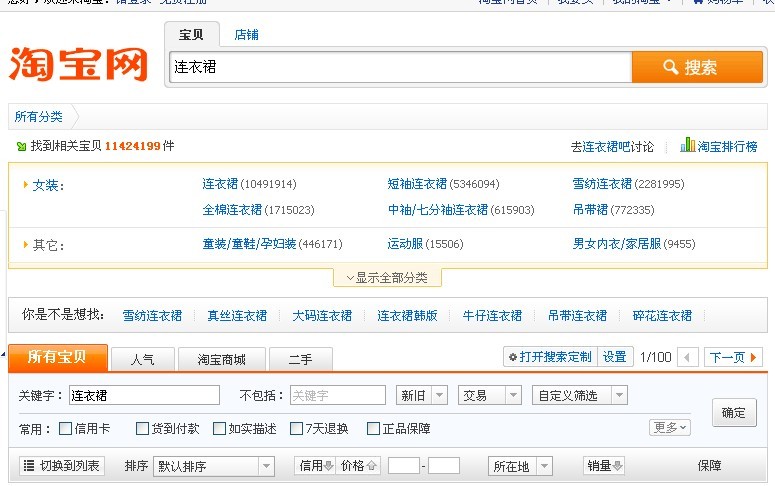 宝贝 店铺
淘宝网
连衣裙 搜索
所有分类
找到相关宝贝 11424199 件 去连衣裙吧讨论 淘宝排行榜
女装： 连衣裙 (10491914) 短袖连衣裙 (5346094) 雪纺连衣裙 (2281995)
全棉连衣裙 (1715023) 中袖/七分袖连衣裙 (615903) 吊带裙 (772335)
其它： 童装/童鞋/孕妇装 (446171) 运动服 (15506) 男女内衣/家居服 (9455)
显示全部分类
你是不是想找： 雪纺连衣裙 真丝连衣裙 大码连衣裙 连衣裙韩版 牛仔连衣裙 吊带连衣裙 碎花连衣裙
所有宝贝 人气 淘宝商城 二手 打开搜索定制 设置 1/100 下一页
关键字： 连衣裙 不包括： 关键字 新旧 交易 自定义筛选 确定
常用： 信用卡 货到付款 如实描述 7天退换 正品保障 更多
切换到列表 排序 默认排序 信用 价格 - 所在地 销量 保障